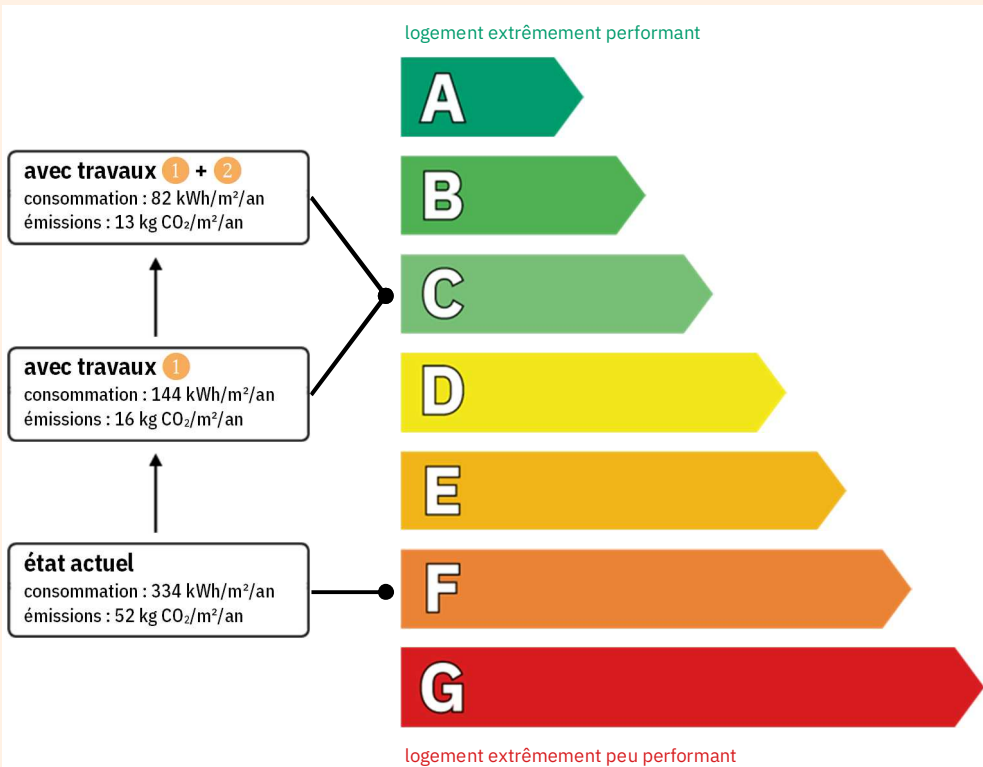 logement extrêmement performant
A
avec travaux 1 + 2
consommation : 82 kWh/m²/an
émissions : 13 kg CO₂/m²/an
B
C
avec travaux 1
consommation : 144 kWh/m²/an
émissions : 16 kg CO₂/m²/an
D
E
état actuel
consommation : 334 kWh/m²/an
émissions : 52 kg CO₂/m²/an
F
G
logement extrêmement peu performant